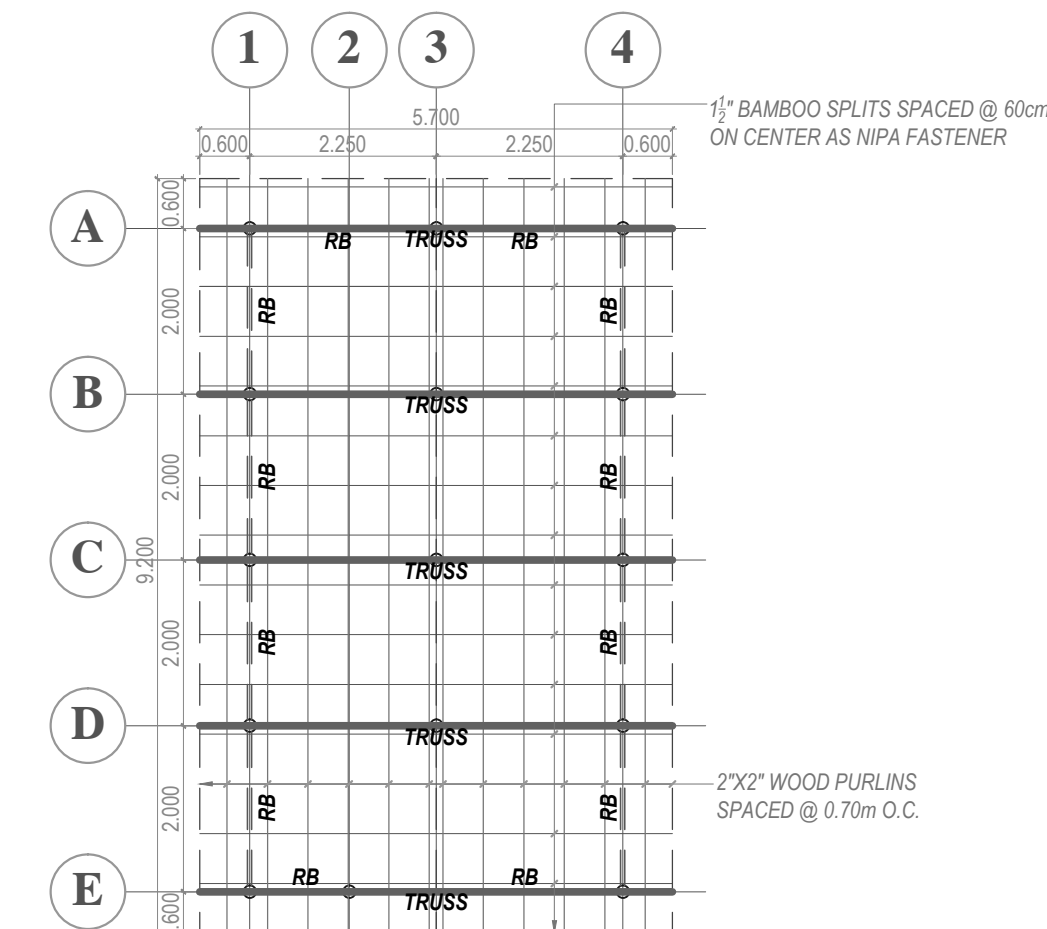 1 2 3 4
1½" BAMBOO SPLITS SPACED @ 60cm
ON CENTER AS NIPA FASTENER
5.700
0.600 2.250 2.250 0.600
0.600
A
RB TRUSS RB
2.000
RB RB
B
TRUSS
2.000
RB RB
C
9.200
TRUSS
2.000
RB RB
D
TRUSS
2"X2" WOOD PURLINS
SPACED @ 0.70m O.C.
2.000
RB RB
RB RB
E
TRUSS
.600